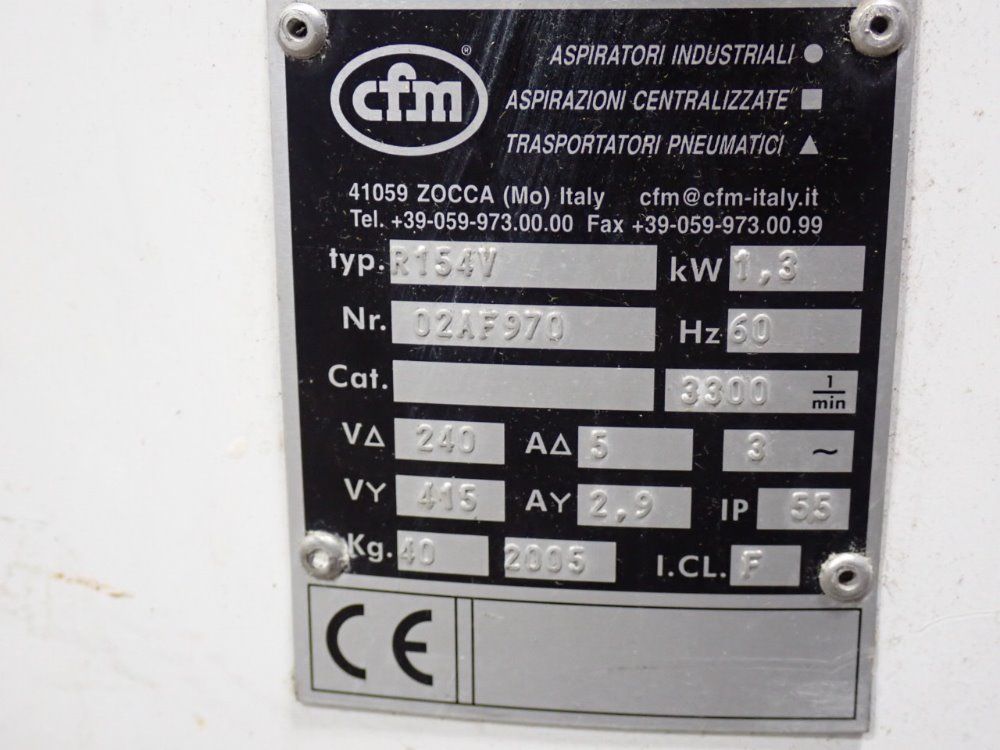 cfm®
ASPIRATORI INDUSTRIALI ●
ASPIRAZIONI CENTRALIZZATE ■
TRASPORTATORI PNEUMATICI ▲
41059 ZOCCA (Mo) Italy cfm@cfm-italy.it
Tel. +39-059-973.00.00 Fax +39-059-973.00.99
typ. R154V kW 1,3
Nr. 02AF970 Hz 60
Cat. 3300 1/min
V∆ 240 A∆ 5 3 ~
VY 415 AY 2,9 IP 55
Kg. 40 2005 I.CL. F
CE